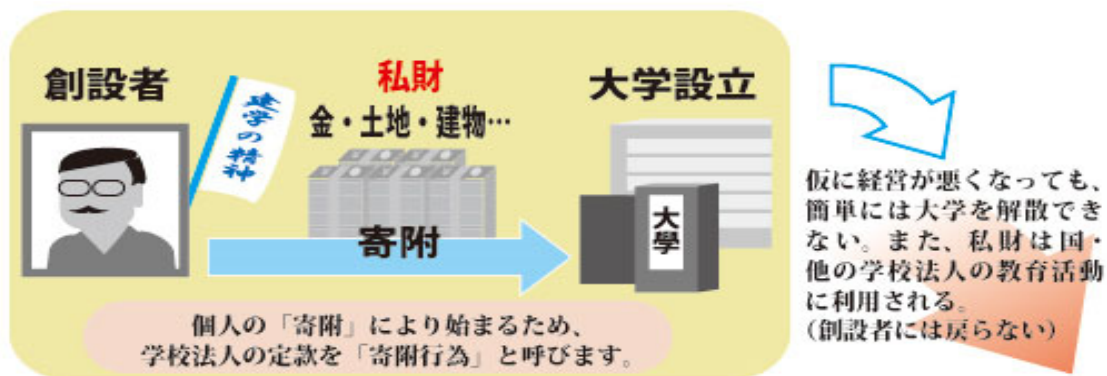 創設者
建学の精神
私財
金・土地・建物…
大学設立
寄附
大學
個人の「寄附」により始まるため、
学校法人の定款を「寄附行為」と呼びます。
仮に経営が悪くなっても、
簡単には大学を解散でき
ない。また、私財は国・
他の学校法人の教育活動
に利用される。
(創設者には戻らない)